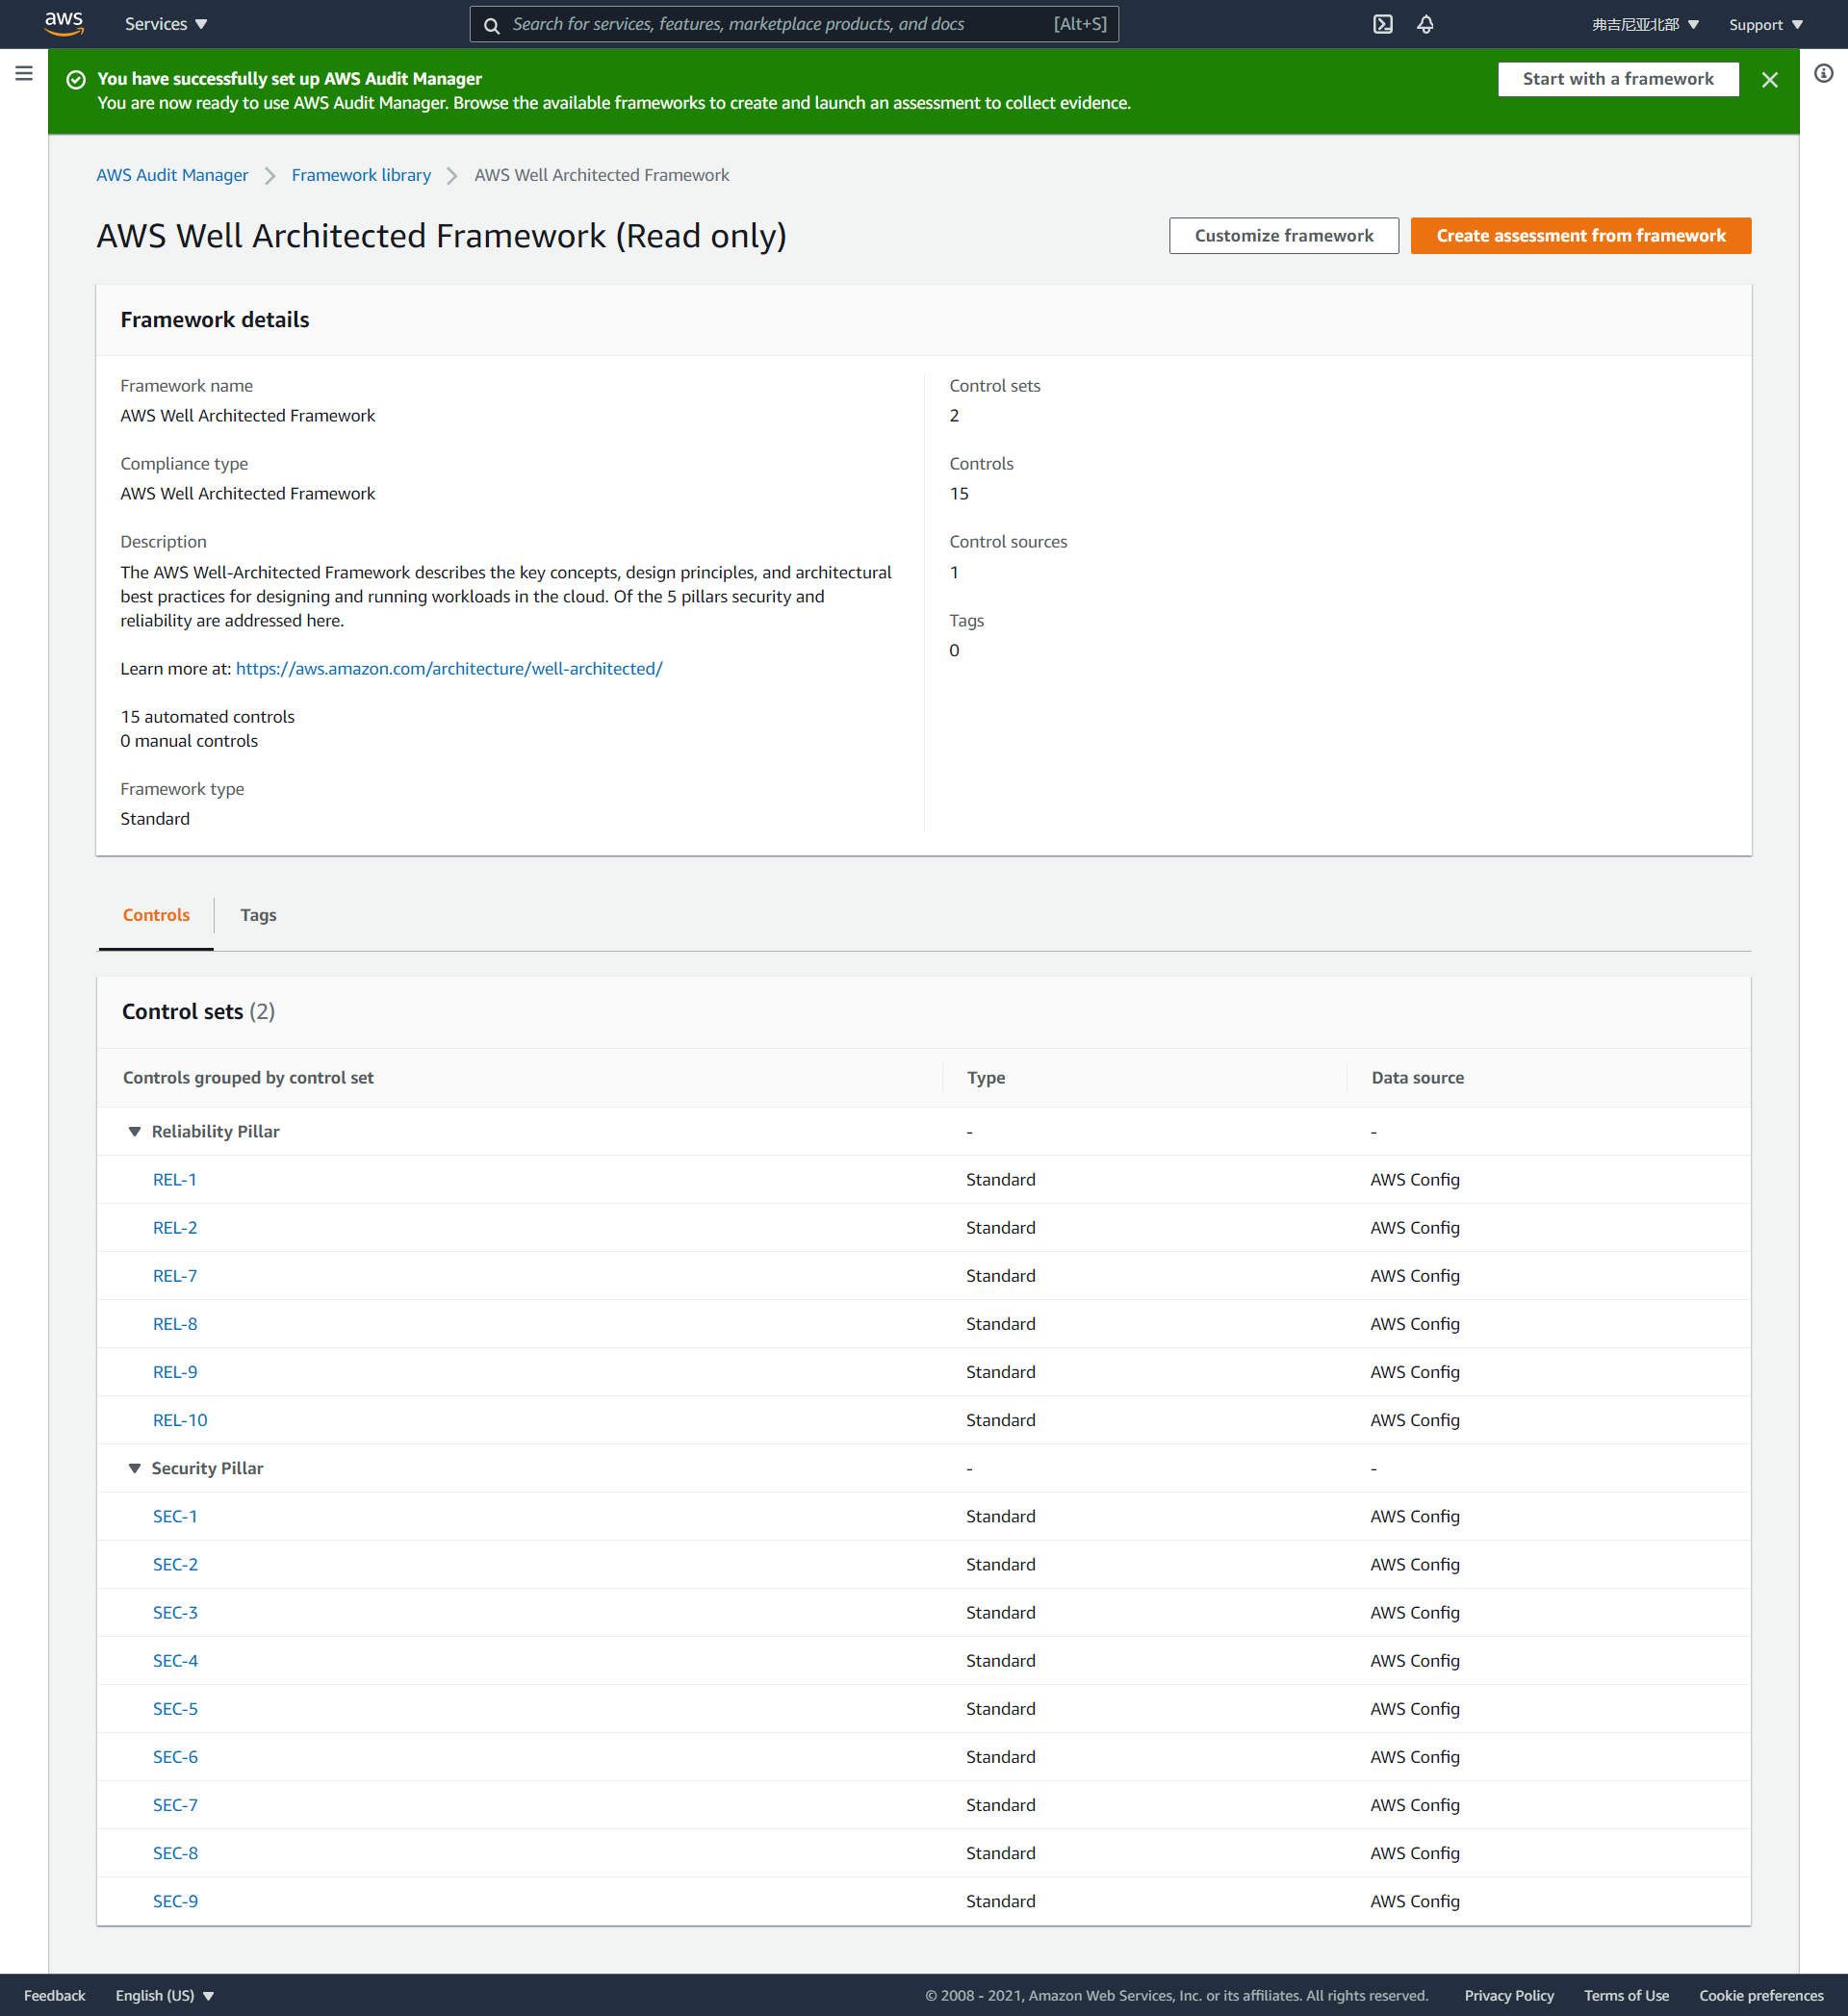 aws
Services
Search for services, features, marketplace products, and docs
[Alt+S]
弗吉尼亚北部
Support
You have successfully set up AWS Audit Manager
You are now ready to use AWS Audit Manager. Browse the available frameworks to create and launch an assessment to collect evidence.
Start with a framework
AWS Audit Manager
Framework library
AWS Well Architected Framework
AWS Well Architected Framework (Read only)
Customize framework
Create assessment from framework
Framework details
Framework name
AWS Well Architected Framework
Compliance type
AWS Well Architected Framework
Description
The AWS Well-Architected Framework describes the key concepts, design principles, and architectural
best practices for designing and running workloads in the cloud. Of the 5 pillars security and
reliability are addressed here.
Learn more at: https://aws.amazon.com/architecture/well-architected/
15 automated controls
0 manual controls
Framework type
Standard
Control sets
2
Controls
15
Control sources
1
Tags
0
Controls
Tags
Control sets (2)
Controls grouped by control set Type Data source
Reliability Pillar - -
REL-1 Standard AWS Config
REL-2 Standard AWS Config
REL-7 Standard AWS Config
REL-8 Standard AWS Config
REL-9 Standard AWS Config
REL-10 Standard AWS Config
Security Pillar - -
SEC-1 Standard AWS Config
SEC-2 Standard AWS Config
SEC-3 Standard AWS Config
SEC-4 Standard AWS Config
SEC-5 Standard AWS Config
SEC-6 Standard AWS Config
SEC-7 Standard AWS Config
SEC-8 Standard AWS Config
SEC-9 Standard AWS Config
Feedback
English (US)
© 2008 - 2021, Amazon Web Services, Inc. or its affiliates. All rights reserved.
Privacy Policy
Terms of Use
Cookie preferences